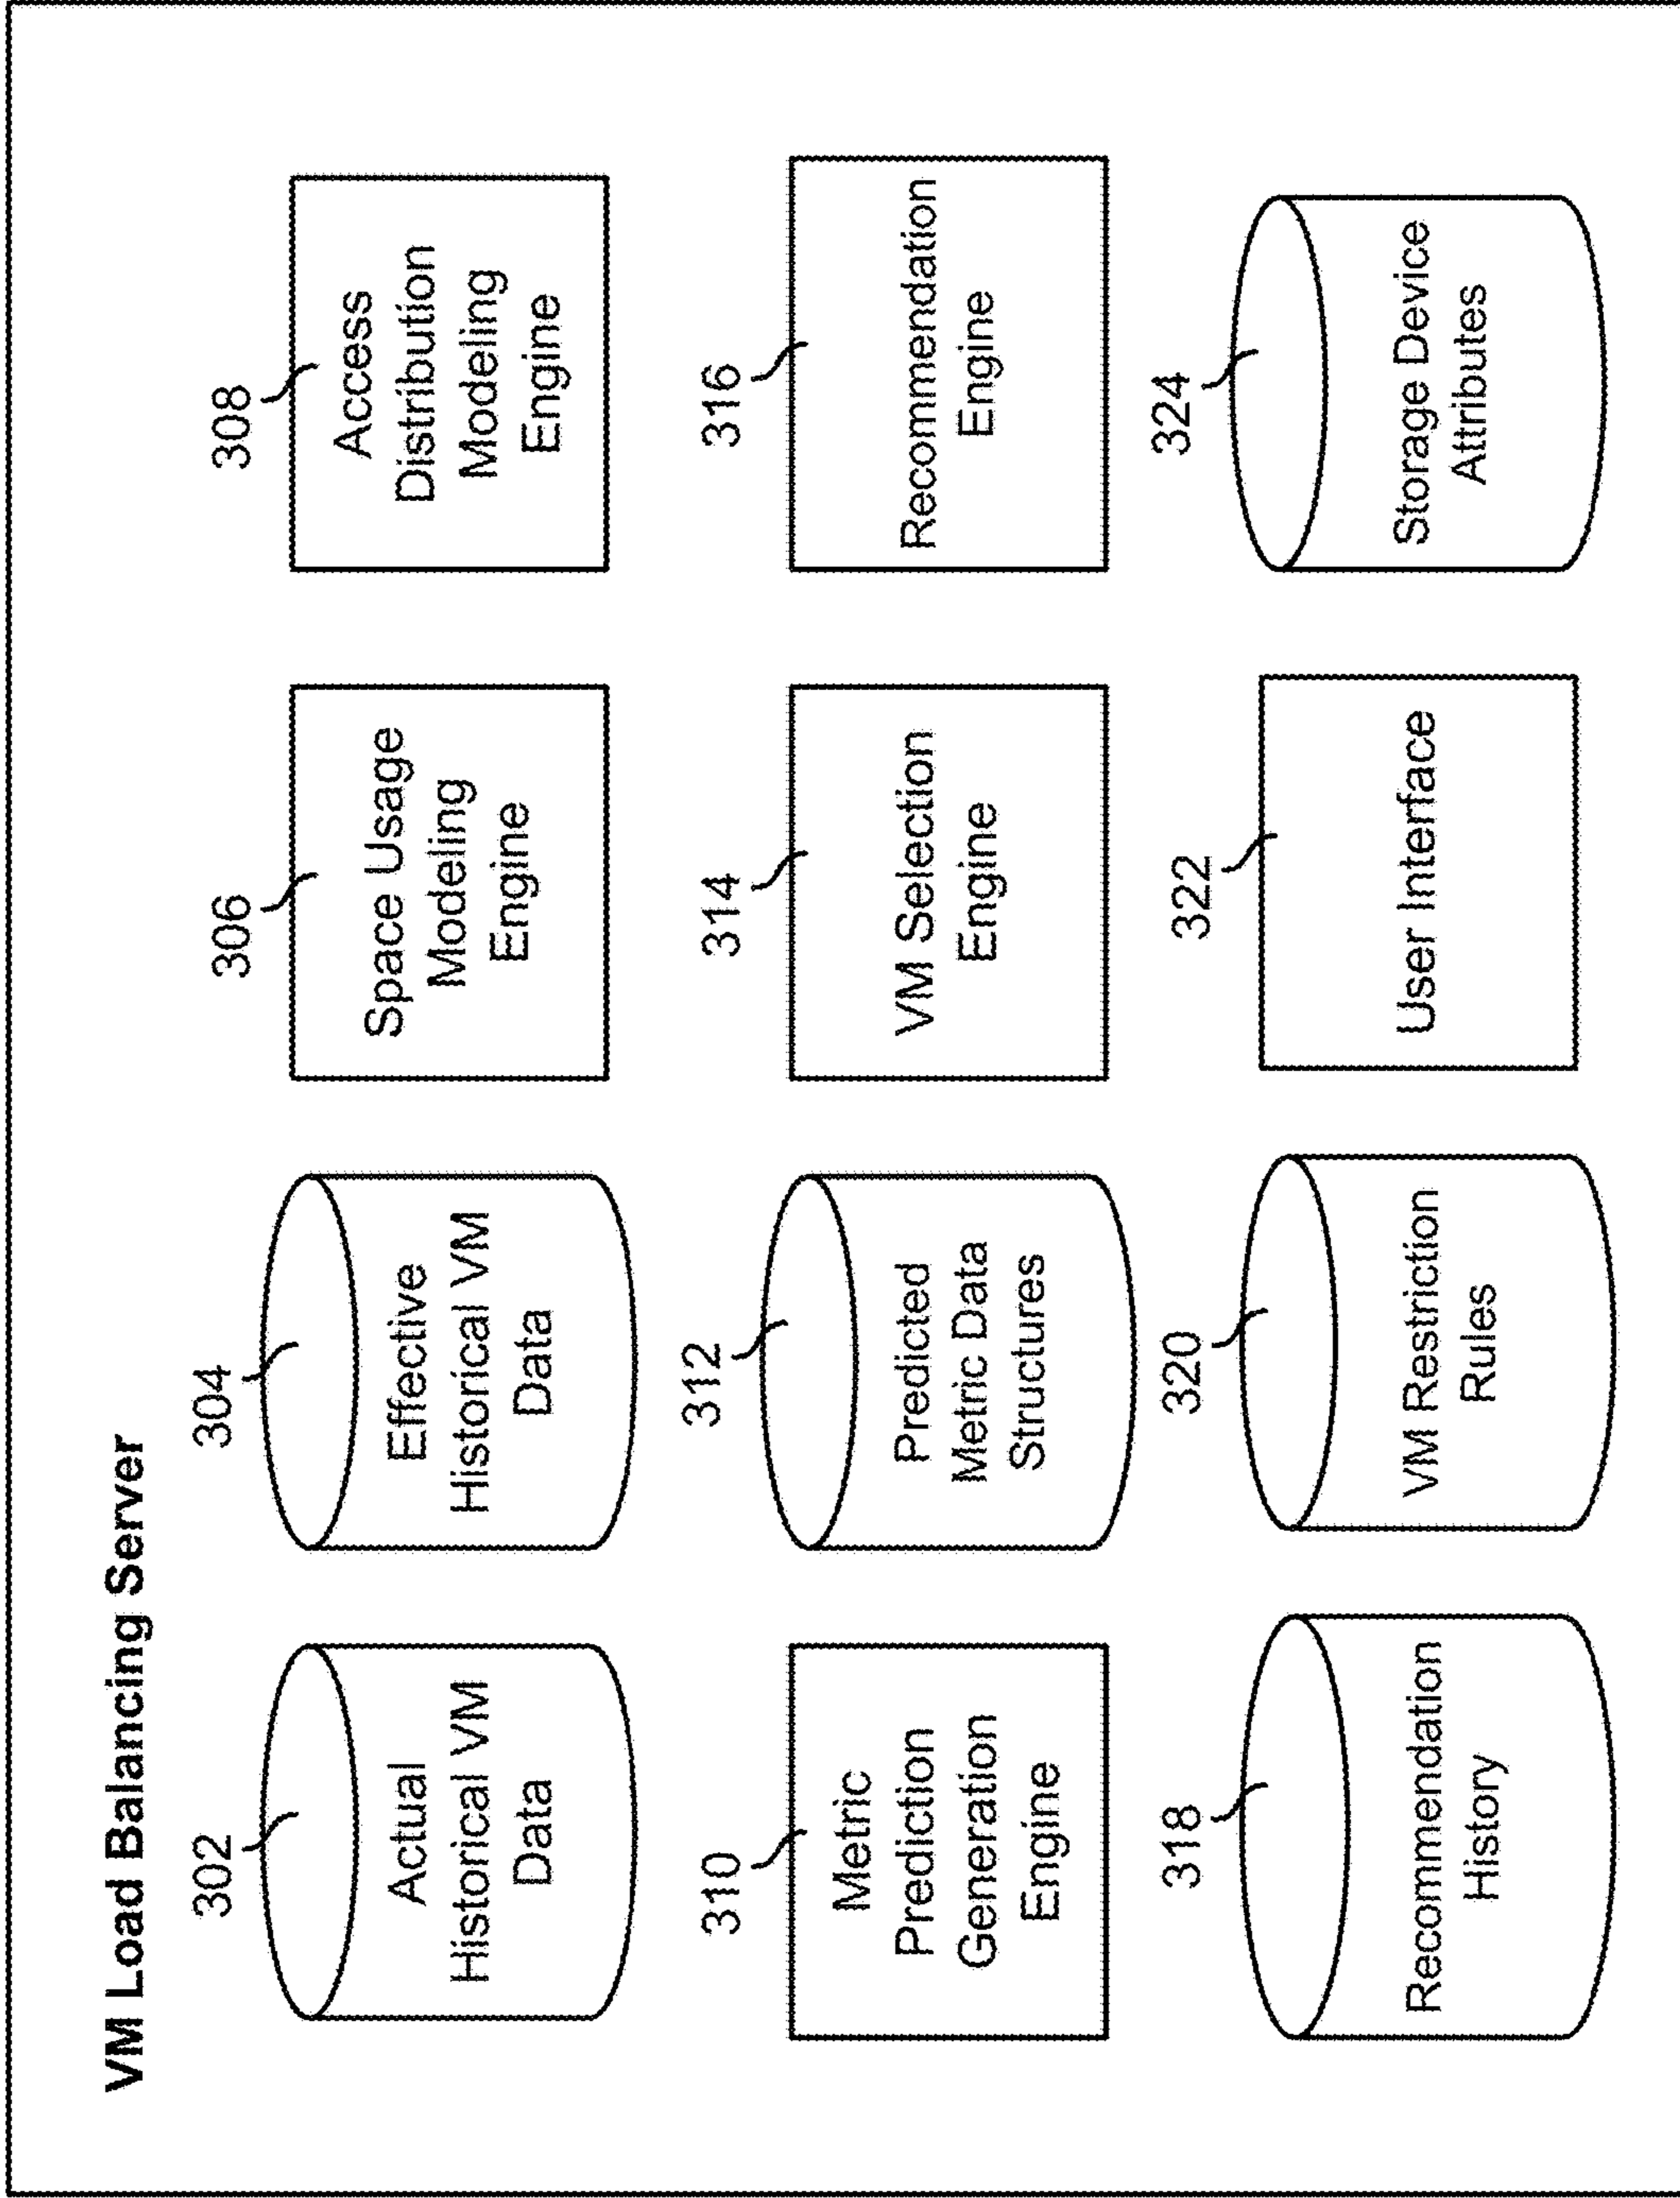 VM Load Balancing Server
302
Actual
Historical VM
Data
304
Effective
Historical VM
Data
306
Space Usage
Modeling
Engine
308
Access
Distribution
Modeling
Engine
310
Metric
Prediction
Generation
Engine
312
Predicted
Metric Data
Structures
314
VM Selection
Engine
316
Recommendation
Engine
318
Recommendation
History
320
VM Restriction
Rules
322
User Interface
324
Storage Device
Attributes